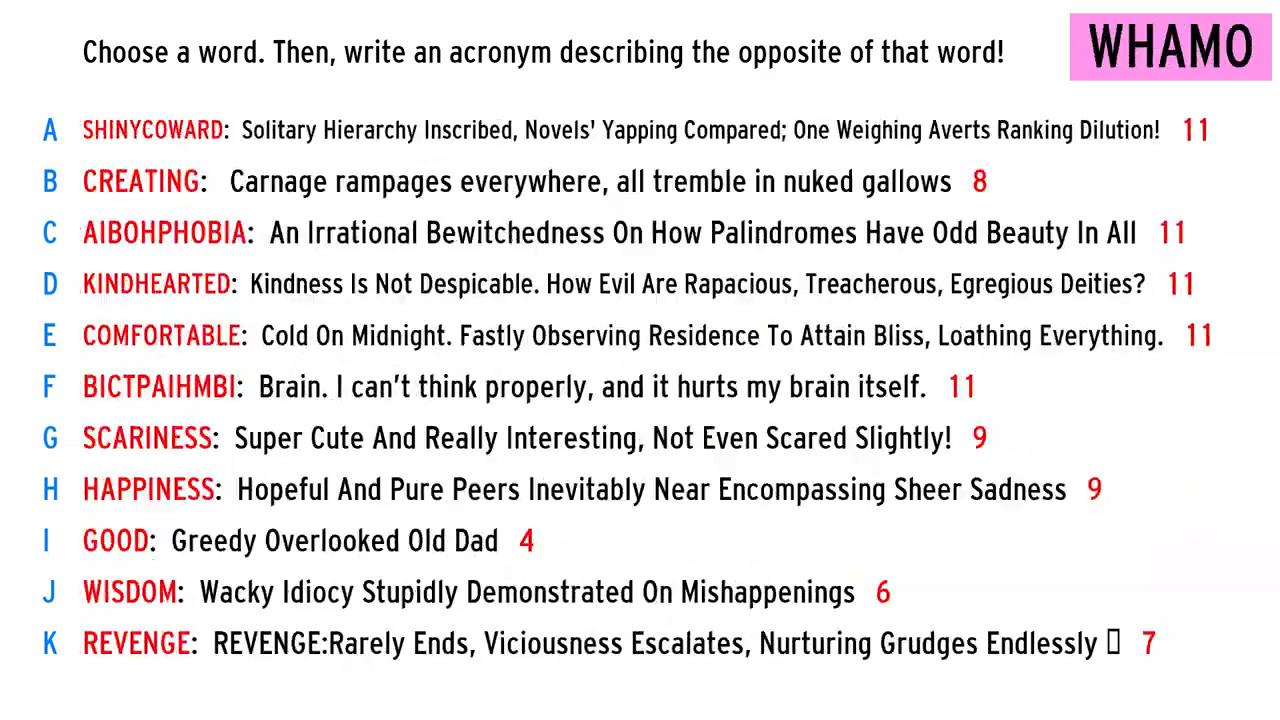 Choose a word. Then, write an acronym describing the opposite of that word!
WHAMO
A SHINYCOWARD: Solitary Hierarchy Inscribed, Novels' Yapping Compared; One Weighing Averts Ranking Dilution! 11
B CREATING: Carnage rampages everywhere, all tremble in nuked gallows 8
C AIBOHPHOBIA: An Irrational Bewitchedness On How Palindromes Have Odd Beauty In All 11
D KINDHEARTED: Kindness Is Not Despicable. How Evil Are Rapacious, Treacherous, Egregious Deities? 11
E COMFORTABLE: Cold On Midnight. Fastly Observing Residence To Attain Bliss, Loathing Everything. 11
F BICTPAIHMBI: Brain. I can't think properly, and it hurts my brain itself. 11
G SCARINESS: Super Cute And Really Interesting, Not Even Scared Slightly! 9
H HAPPINESS: Hopeful And Pure Peers Inevitably Near Encompassing Sheer Sadness 9
I GOOD: Greedy Overlooked Old Dad 4
J WISDOM: Wacky Idiocy Stupidly Demonstrated On Mishappenings 6
K REVENGE: REVENGE:Rarely Ends, Viciousness Escalates, Nurturing Grudges Endlessly ▯ 7